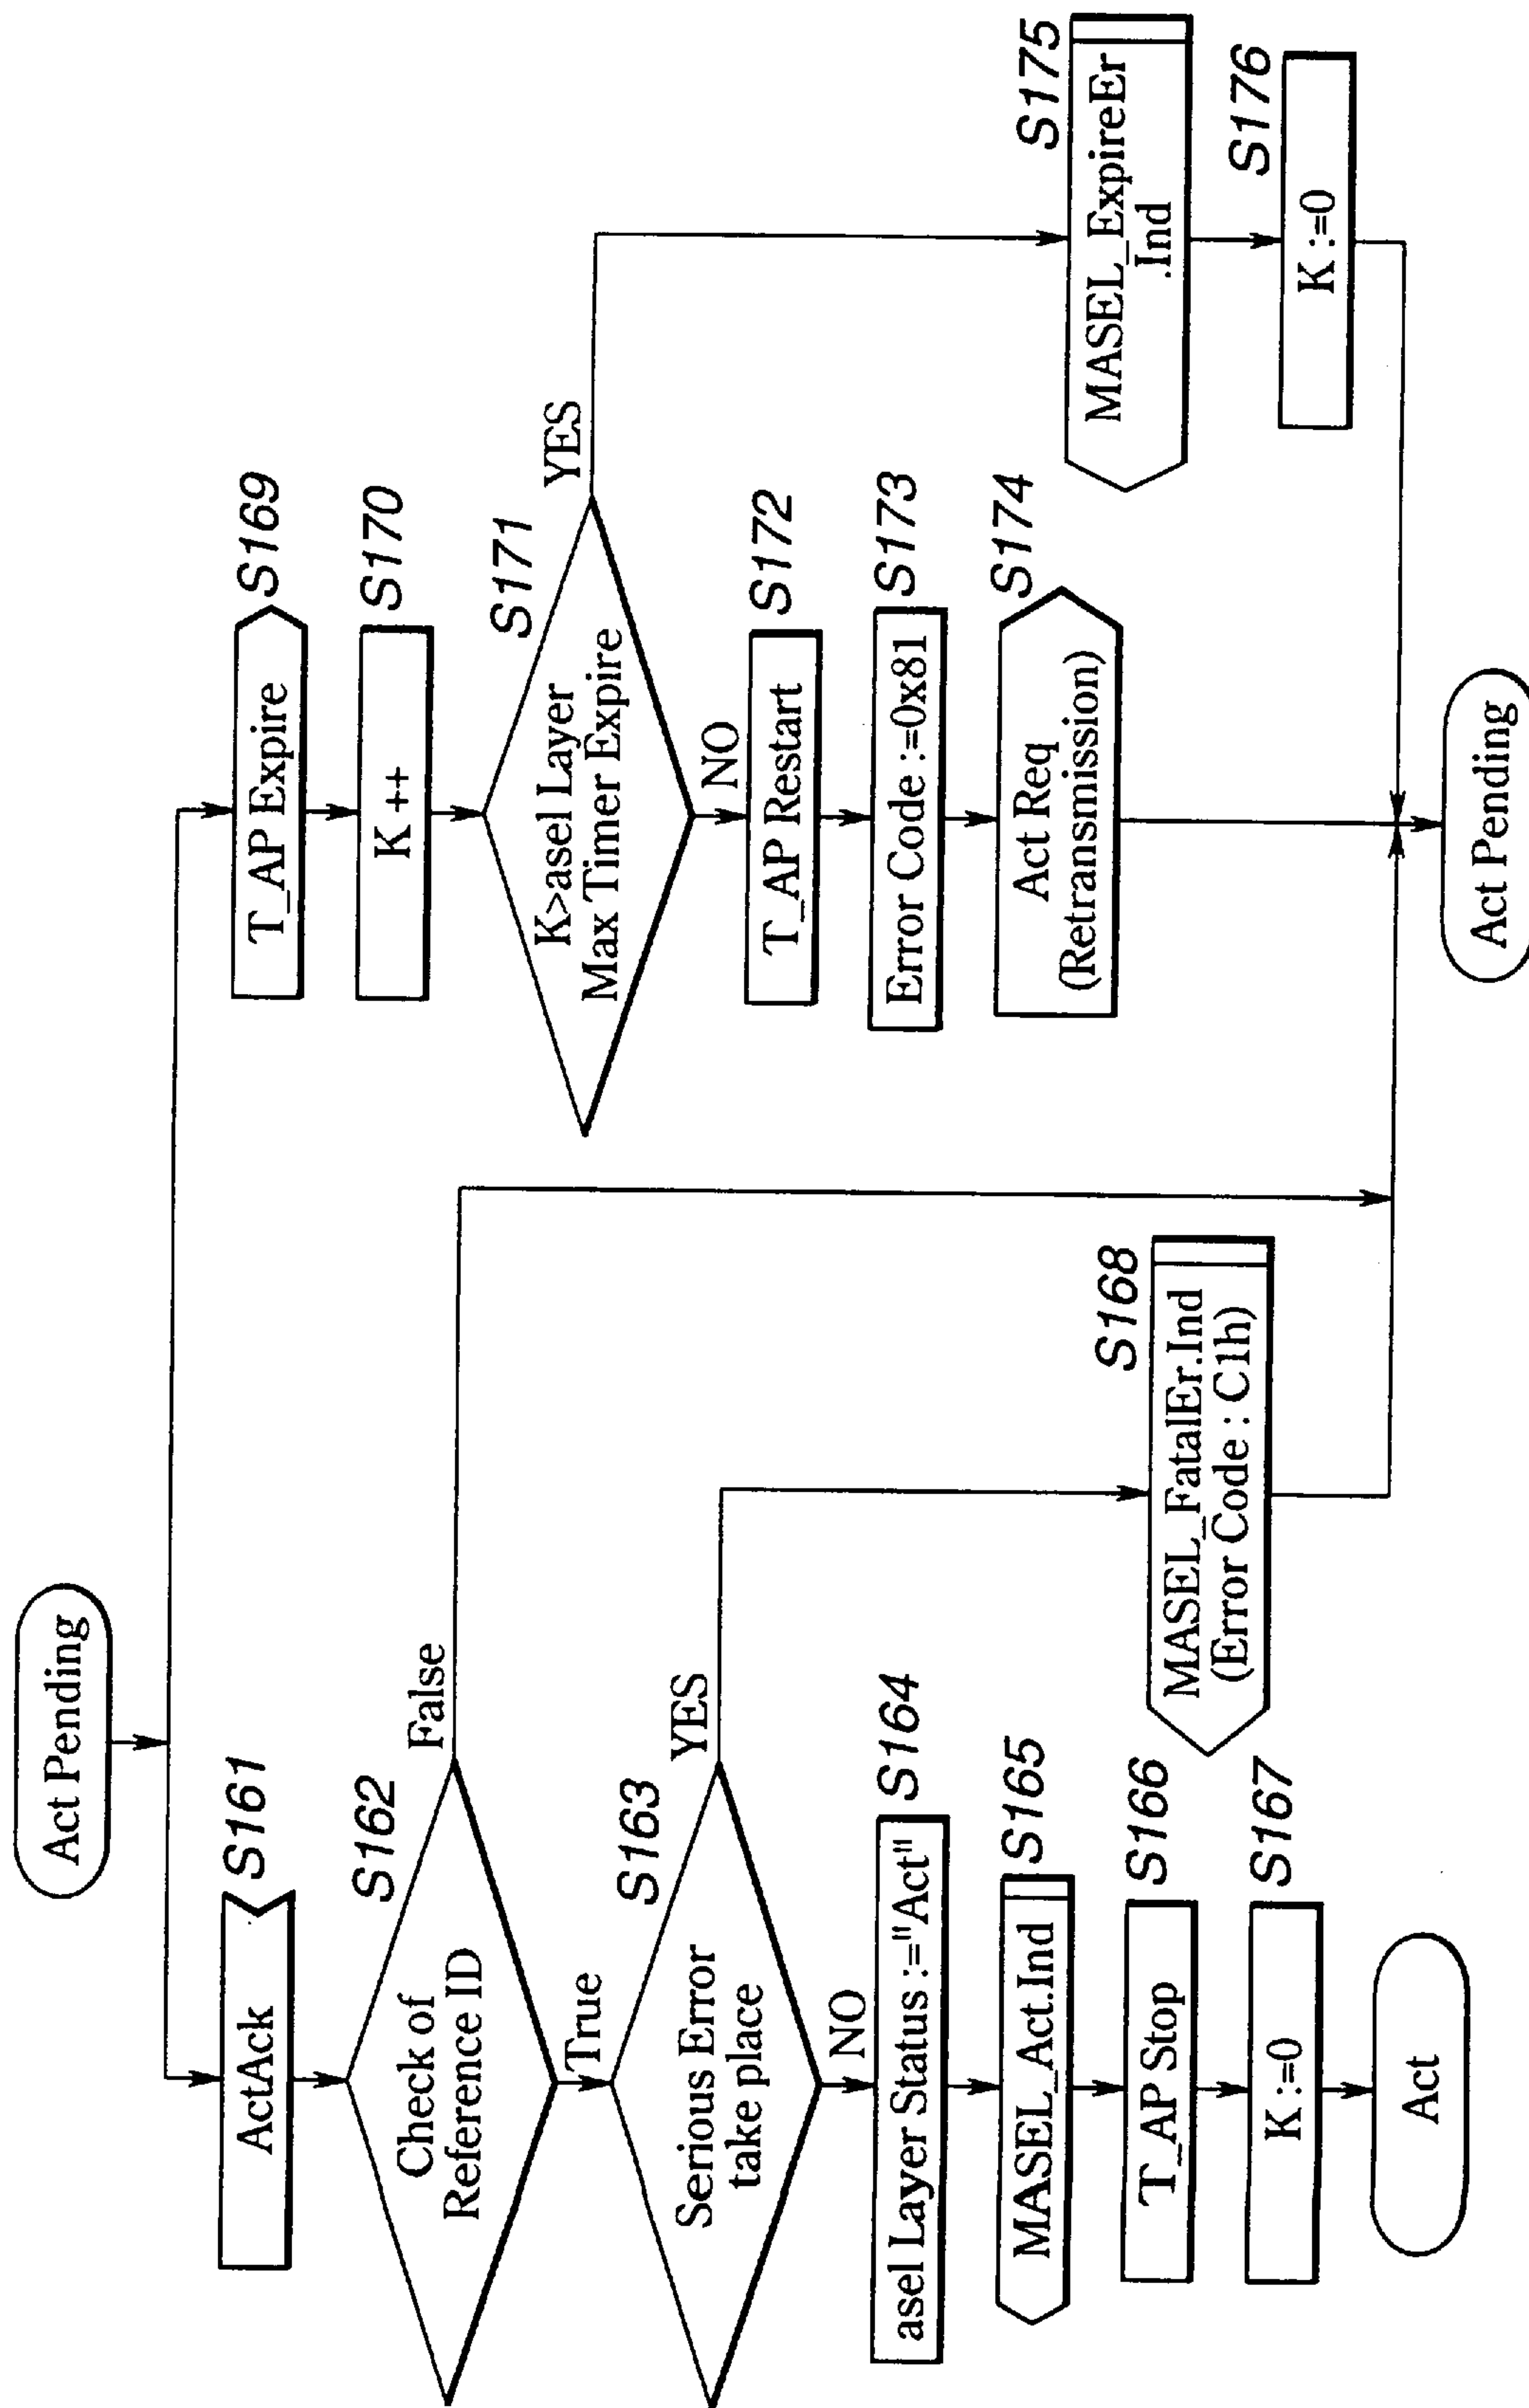 Act Pending
ActAck
S161
Check of
Reference ID
S162
False
True
Serious Error
take place
S163
YES
NO
asel Layer Status :="Act"
S164
MASEL_Act.Ind
S165
T_AP Stop
S166
K :=0
S167
Act
MASEL_FatalEr.Ind
(Error Code : C1h)
S168
T_AP Expire
S169
K ++
S170
K>asel Layer
Max Timer Expire
S171
YES
NO
T_AP Restart
S172
Error Code :=0x81
S173
Act Req
(Retransmission)
S174
MASEL_ExpireEr
.Ind
S175
K :=0
S176
Act Pending